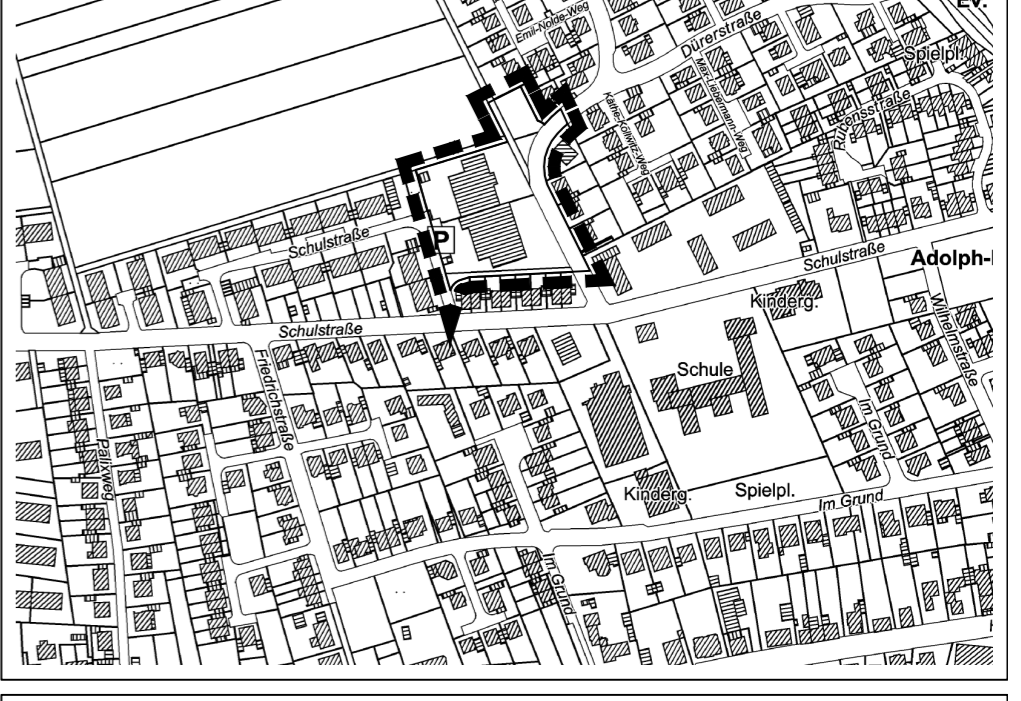 Ev.
Emil-Nolde-Weg
Dürerstraße
Spielpl.
Max-Liebermann-Weg
Käthe-Kollwitz-Weg
Rubensstraße
Schulstraße
P
Schulstraße
Adolph-
Kinderg.
Schulstraße
Wilhelmstraße
Friedrichstraße
Schule
Im Grund
Palixweg
Kinderg.
Spielpl.
Im Grund
Im Grund